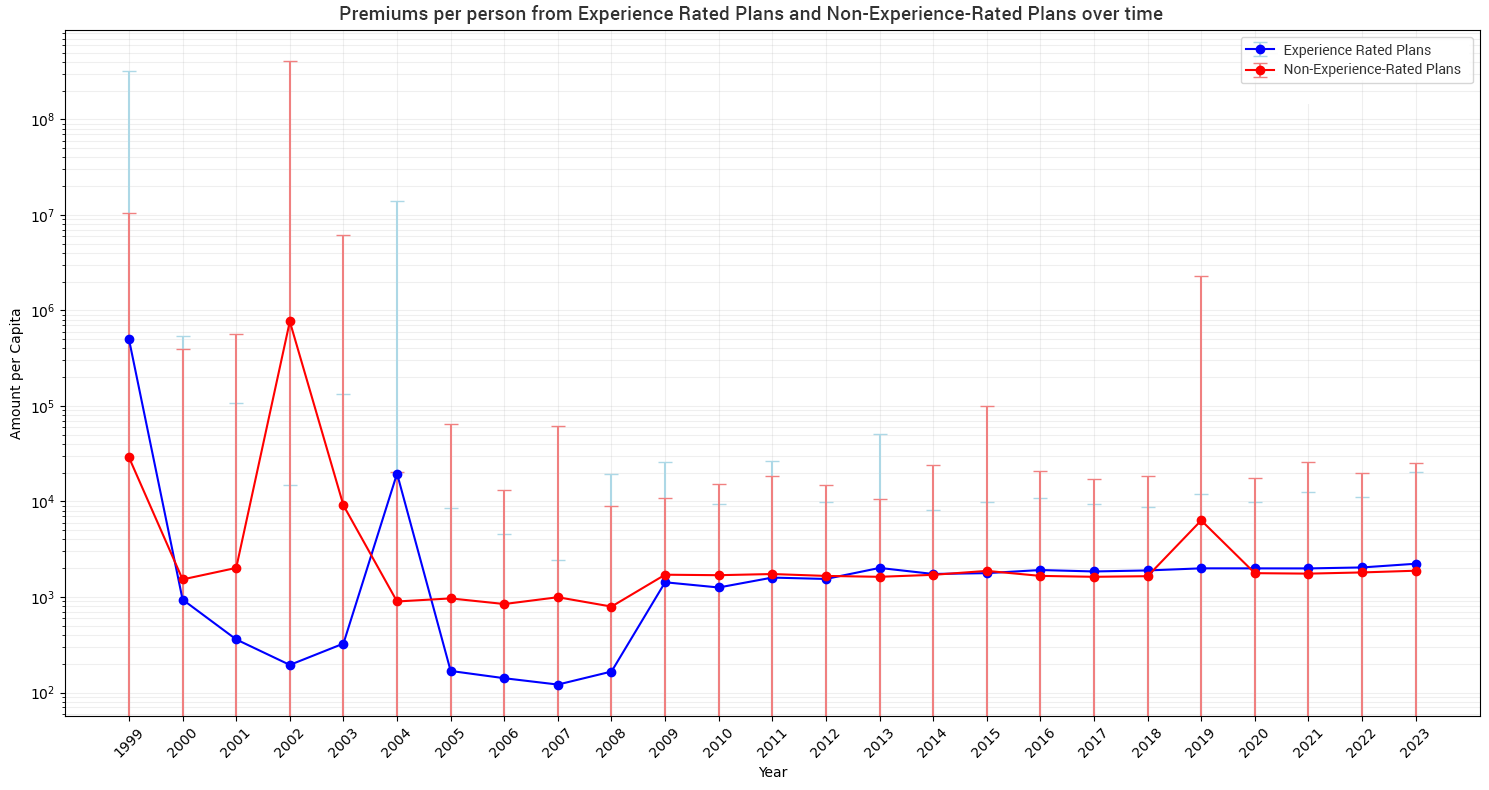 Premiums per person from Experience Rated Plans and Non-Experience-Rated Plans over time
Experience Rated Plans
Non-Experience-Rated Plans
Amount per Capita
10^8
10^7
10^6
10^5
10^4
10^3
10^2
1999 2000 2001 2002 2003 2004 2005 2006 2007 2008 2009 2010 2011 2012 2013 2014 2015 2016 2017 2018 2019 2020 2021 2022 2023
Year